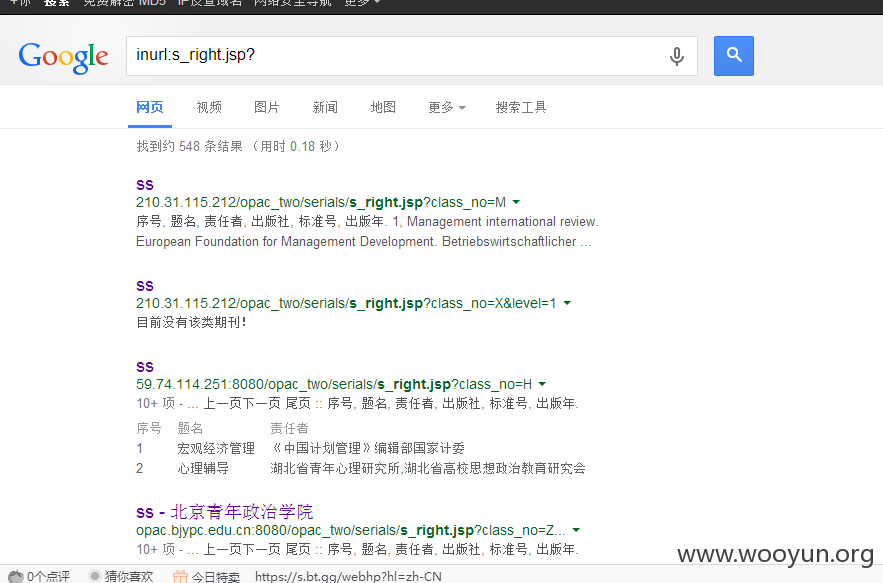 搜索 免费解密 MD5 IP反查域名 网络安全导航 更多
Google
inurl:s_right.jsp?
网页 视频 图片 新闻 地图 更多 搜索工具
找到约 548 条结果 （用时 0.18 秒）
SS
210.31.115.212/opac_two/serials/s_right.jsp?class_no=M
序号, 题名, 责任者, 出版社, 标准号, 出版年. 1, Management international review.
European Foundation for Management Development. Betriebswirtschaftlicher ...
SS
210.31.115.212/opac_two/serials/s_right.jsp?class_no=X&level=1
目前没有该类期刊！
SS
59.74.114.251:8080/opac_two/serials/s_right.jsp?class_no=H
10+ 项 - ... 上一页下一页 尾页 :: 序号, 题名, 责任者, 出版社, 标准号, 出版年.
序号 题名 责任者
1 宏观经济管理 《中国计划管理》编辑部国家计委
2 心理辅导 湖北省青年心理研究所,湖北省高校思想政治教育研究会
ss - 北京青年政治学院
opac.bjypc.edu.cn:8080/opac_two/serials/s_right.jsp?class_no=Z...
10+ 项 - ... 上一页下一页 尾页 :: 序号, 题名, 责任者, 出版社, 标准号, 出版年.
www.wooyun.org
0个点评 猜你喜欢 今日特卖 https://s.bt.gg/webhp?hl=zh-CN